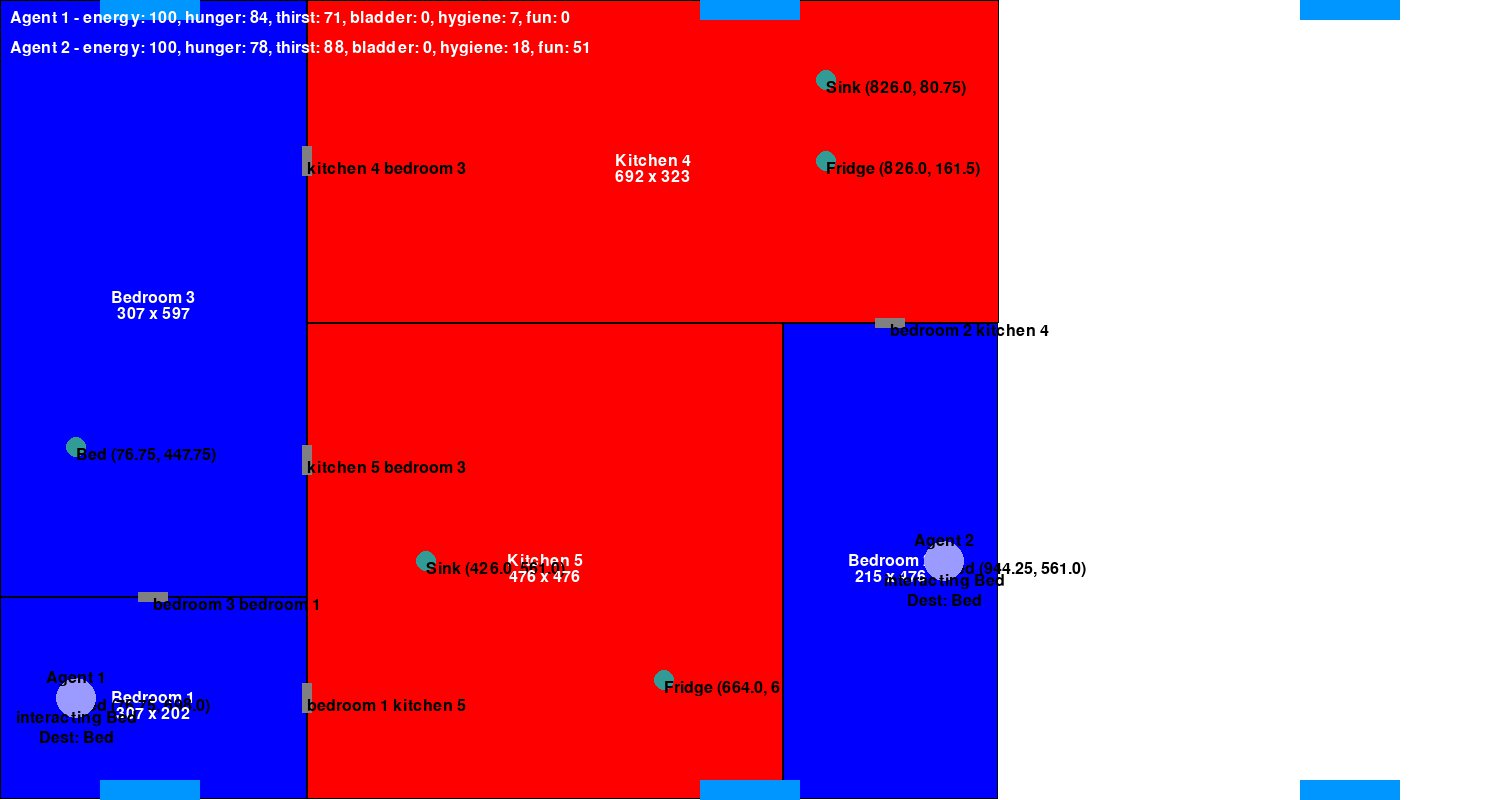 Agent 1 - energy: 100, hunger: 84, thirst: 71, bladder: 0, hygiene: 7, fun: 0
Agent 2 - energy: 100, hunger: 78, thirst: 88, bladder: 0, hygiene: 18, fun: 51
Sink (826.0, 80.75)
Kitchen 4
692 x 323
Fridge (826.0, 161.5)
kitchen 4 bedroom 3
Bedroom 3
307 x 597
bedroom 2 kitchen 4
Bed (76.75, 447.75)
kitchen 5 bedroom 3
Agent 2
Kitchen 5
476 x 476
Sink (426.0, 561.0)
Bedroom
215 x 476
(944.25, 561.0)
interacting Bed
Dest: Bed
bedroom 3 bedroom 1
Agent 1
Fridge (664.0, 6
Bedroom 1
307 x 202
bedroom 1 kitchen 5
interacting Bed
Dest: Bed